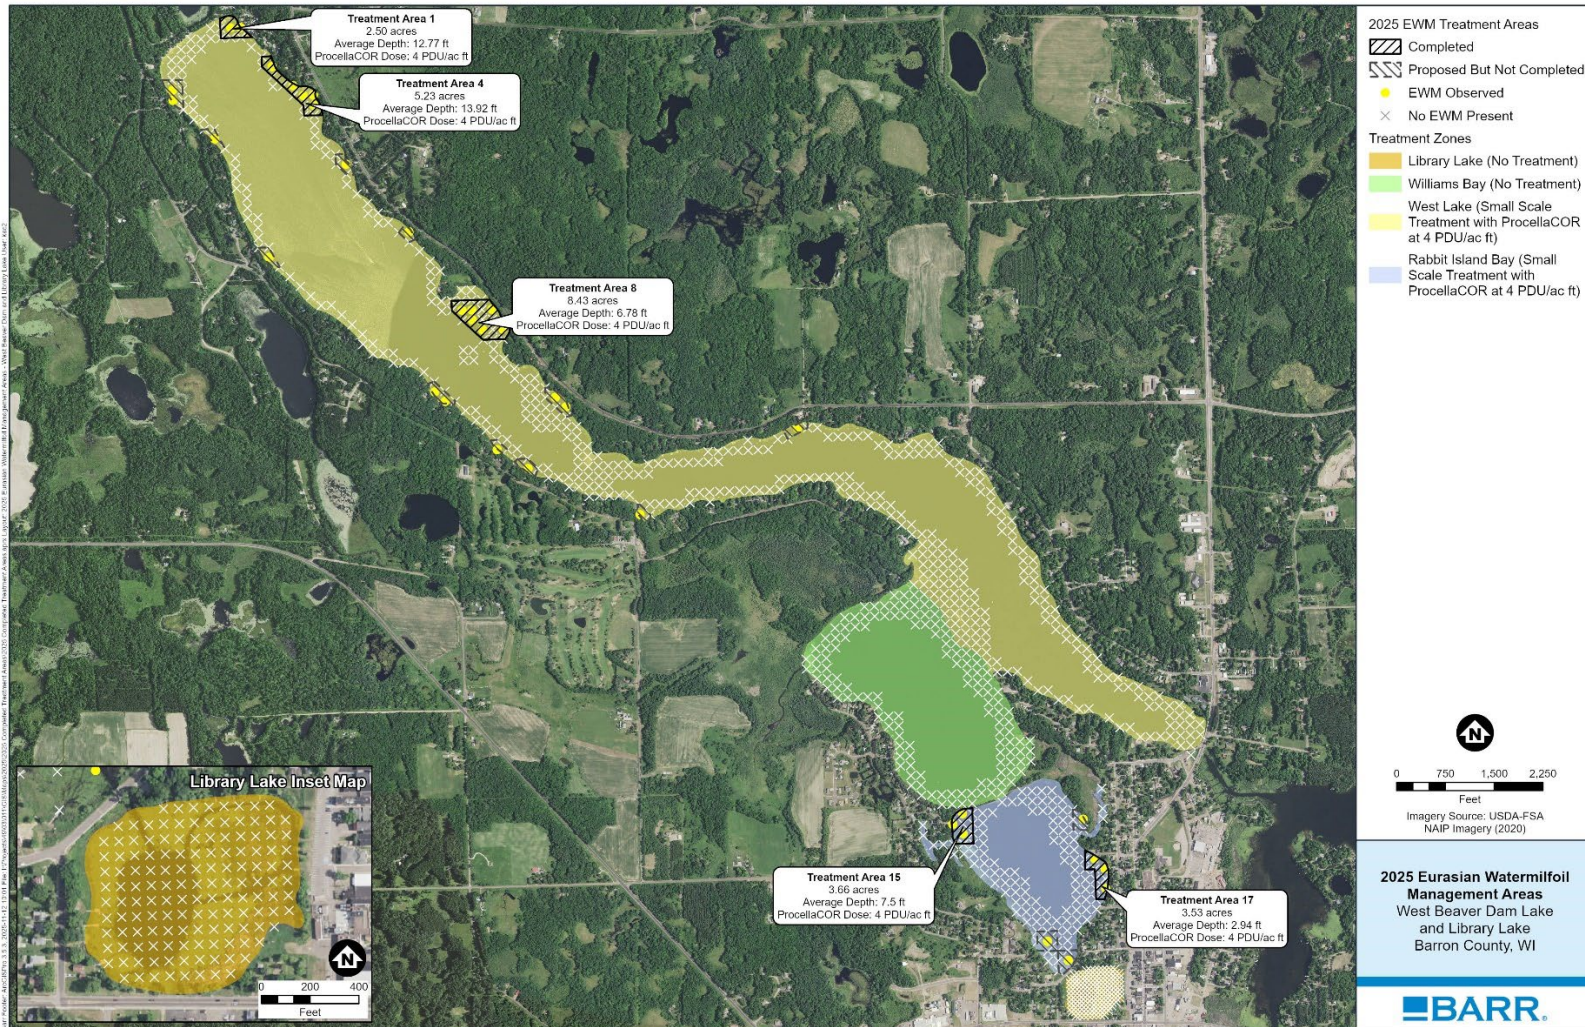 Treatment Area 1
2.50 acres
Average Depth: 12.77 ft
ProcellaCOR Dose: 4 PDU/ac ft
Treatment Area 4
5.23 acres
Average Depth: 13.92 ft
ProcellaCOR Dose: 4 PDU/ac ft
Treatment Area 8
8.43 acres
Average Depth: 6.78 ft
ProcellaCOR Dose: 4 PDU/ac ft
Treatment Area 15
3.66 acres
Average Depth: 7.5 ft
ProcellaCOR Dose: 4 PDU/ac ft
Treatment Area 17
3.53 acres
Average Depth: 2.94 ft
ProcellaCOR Dose: 4 PDU/ac ft
Library Lake Inset Map
N
0 200 400
Feet
2025 EWM Treatment Areas
Completed
Proposed But Not Completed
EWM Observed
No EWM Present
Treatment Zones
Library Lake (No Treatment)
Williams Bay (No Treatment)
West Lake (Small Scale
Treatment with ProcellaCOR
at 4 PDU/ac ft)
Rabbit Island Bay (Small
Scale Treatment with
ProcellaCOR at 4 PDU/ac ft)
N
0 750 1,500 2,250
Feet
Imagery Source: USDA-FSA
NAIP Imagery (2020)
2025 Eurasian Watermilfoil
Management Areas
West Beaver Dam Lake
and Library Lake
Barron County, WI
BARR